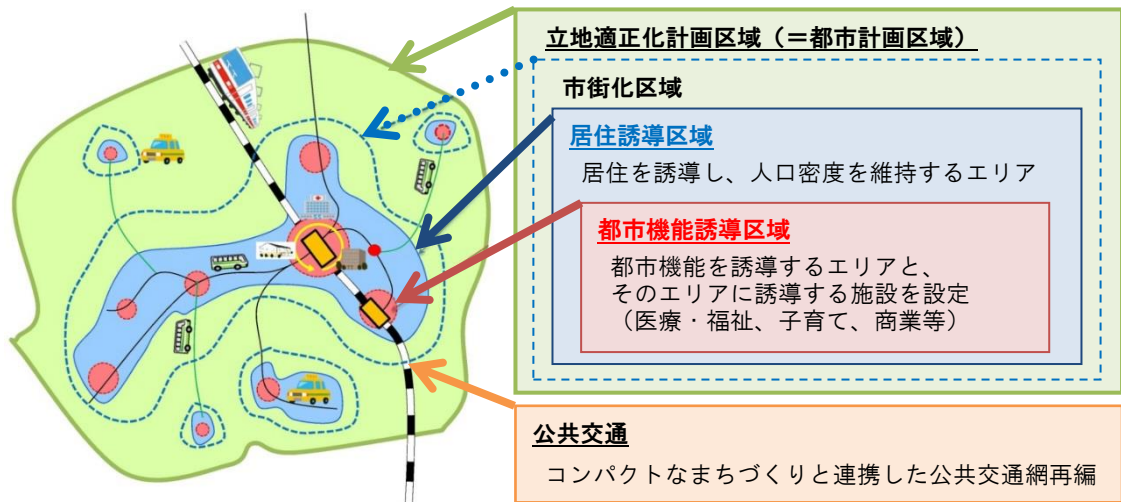 立地適正化計画区域（＝都市計画区域）
市街化区域
居住誘導区域
居住を誘導し、人口密度を維持するエリア
都市機能誘導区域
都市機能を誘導するエリアと、
そのエリアに誘導する施設を設定
（医療・福祉、子育て、商業等）
公共交通
コンパクトなまちづくりと連携した公共交通網再編